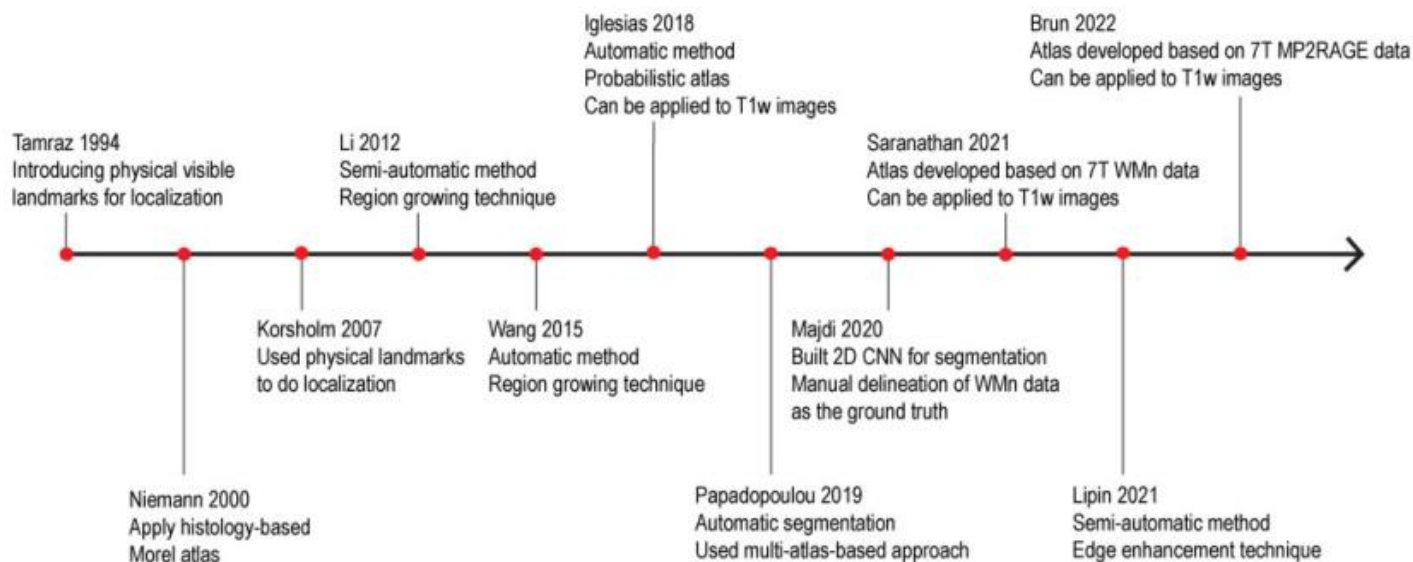 Tamraz 1994
Introducing physical visible
landmarks for localization
Niemann 2000
Apply histology-based
Morel atlas
Korsholm 2007
Used physical landmarks
to do localization
Li 2012
Semi-automatic method
Region growing technique
Wang 2015
Automatic method
Region growing technique
Iglesias 2018
Automatic method
Probabilistic atlas
Can be applied to T1w images
Papadopoulou 2019
Automatic segmentation
Used multi-atlas-based approach
Majdi 2020
Built 2D CNN for segmentation
Manual delineation of WMn data
as the ground truth
Saranathan 2021
Atlas developed based on 7T WMn data
Can be applied to T1w images
Lipin 2021
Semi-automatic method
Edge enhancement technique
Brun 2022
Atlas developed based on 7T MP2RAGE data
Can be applied to T1w images